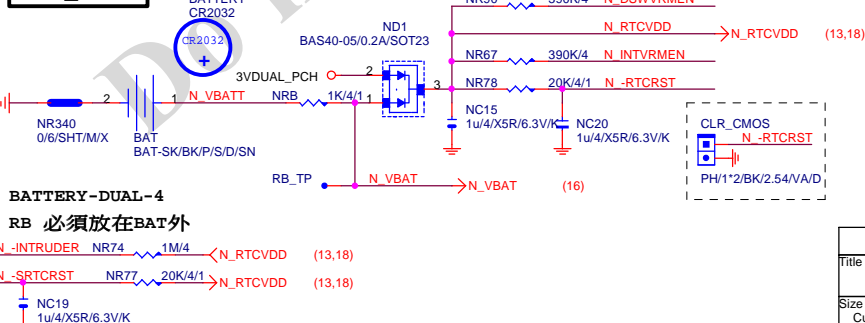 BATTERY
CR2032
CR2032
+
ND1
BAS40-05/0.2A/SOT23
3VDUAL_PCH
2
1
3
N_RTCVDD
N_RTCVDD (13,18)
NR67 390K/4 N_INTVRMEN
NR78 20K/4/1 N_-RTCRST
2
1
N_VBATT
NRB 1K/4/1
NR340
0/6/SHT/M/X
BAT
BAT-SK/BK/P/S/D/SN
NC15
1u/4/X5R/6.3V/K
NC20
1u/4/X5R/6.3V/K
CLR_CMOS
N_-RTCRST
PH/1*2/BK/2.54/VA/D
RB_TP
N_VBAT
N_VBAT (16)
BATTERY-DUAL-4
RB 必須放在BAT外
N_-INTRUDER NR74 1M/4 N_RTCVDD (13,18)
N_-SRTCRST NR77 20K/4/1 N_RTCVDD (13,18)
NC19
1u/4/X5R/6.3V/K
Title
Size